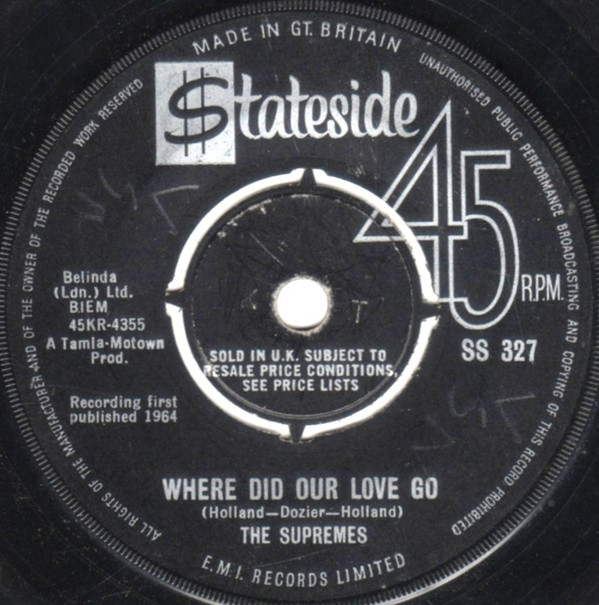 MADE IN GT. BRITAIN
UNAUTHORISED PUBLIC PERFORMANCE BROADCASTING AND COPYING OF THIS RECORD PROHIBITED
ALL RIGHTS OF THE MANUFACTURER AND OF THE OWNER OF THE RECORDED WORK RESERVED
$tateside
45
R.P.M.
Belinda
(Ldn.) Ltd.
BIEM
45KR-4355
A Tamla-Motown
Prod.
SS 327
SOLD IN U.K. SUBJECT TO
RESALE PRICE CONDITIONS,
SEE PRICE LISTS
Recording first
published 1964
WHERE DID OUR LOVE GO
(Holland—Dozier—Holland)
THE SUPREMES
E.M.I. RECORDS LIMITED